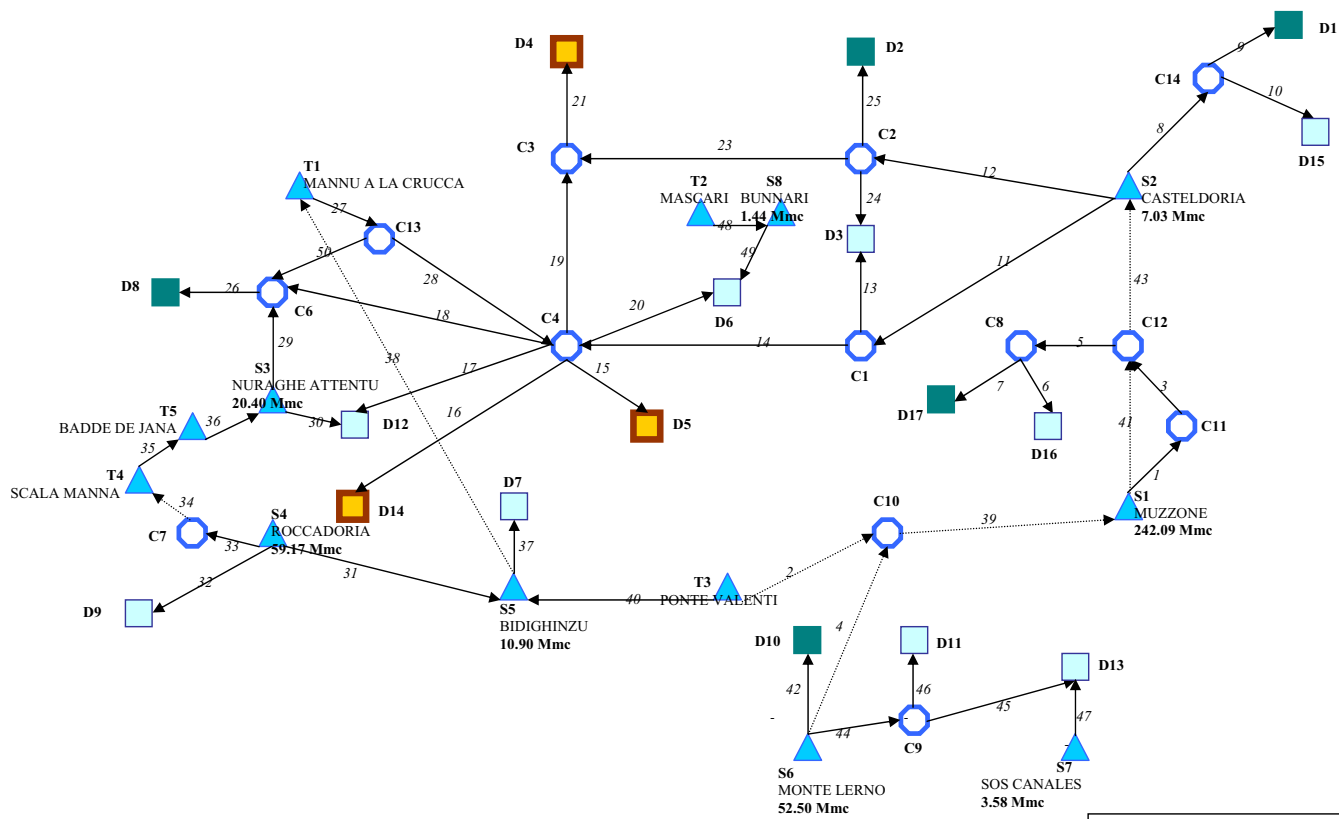 D1
9
D4
D2
C14
10
21
25
8
D15
C3
23
C2
T1
MANNU A LA CRUCCA
12
T2
MASCARI
S8
BUNNARI
1.44 Mmc
24
S2
CASTELDORIA
7.03 Mmc
27
C13
48
D3
50
49
28
19
11
43
D8
26
C6
20
D6
13
18
C4
C8
C12
29
38
14
C1
5
S3
NURAGHE ATTENTU
20.40 Mmc
17
15
7
6
3
D17
T5
BADDE DE JANA
36
30
D12
16
D5
D16
41
C11
35
T4
SCALA MANNA
D7
1
34
D14
C10
39
S1
MUZZONE
242.09 Mmc
C7
S4
ROCCADORIA
59.17 Mmc
33
37
31
2
32
T3
PONTE VALENTI
40
D9
S5
BIDIGHINZU
10.90 Mmc
4
D10
D11
D13
42
46
45
47
-
-
44
C9
-
S6
MONTE LERNO
52.50 Mmc
S7
SOS CANALES
3.58 Mmc